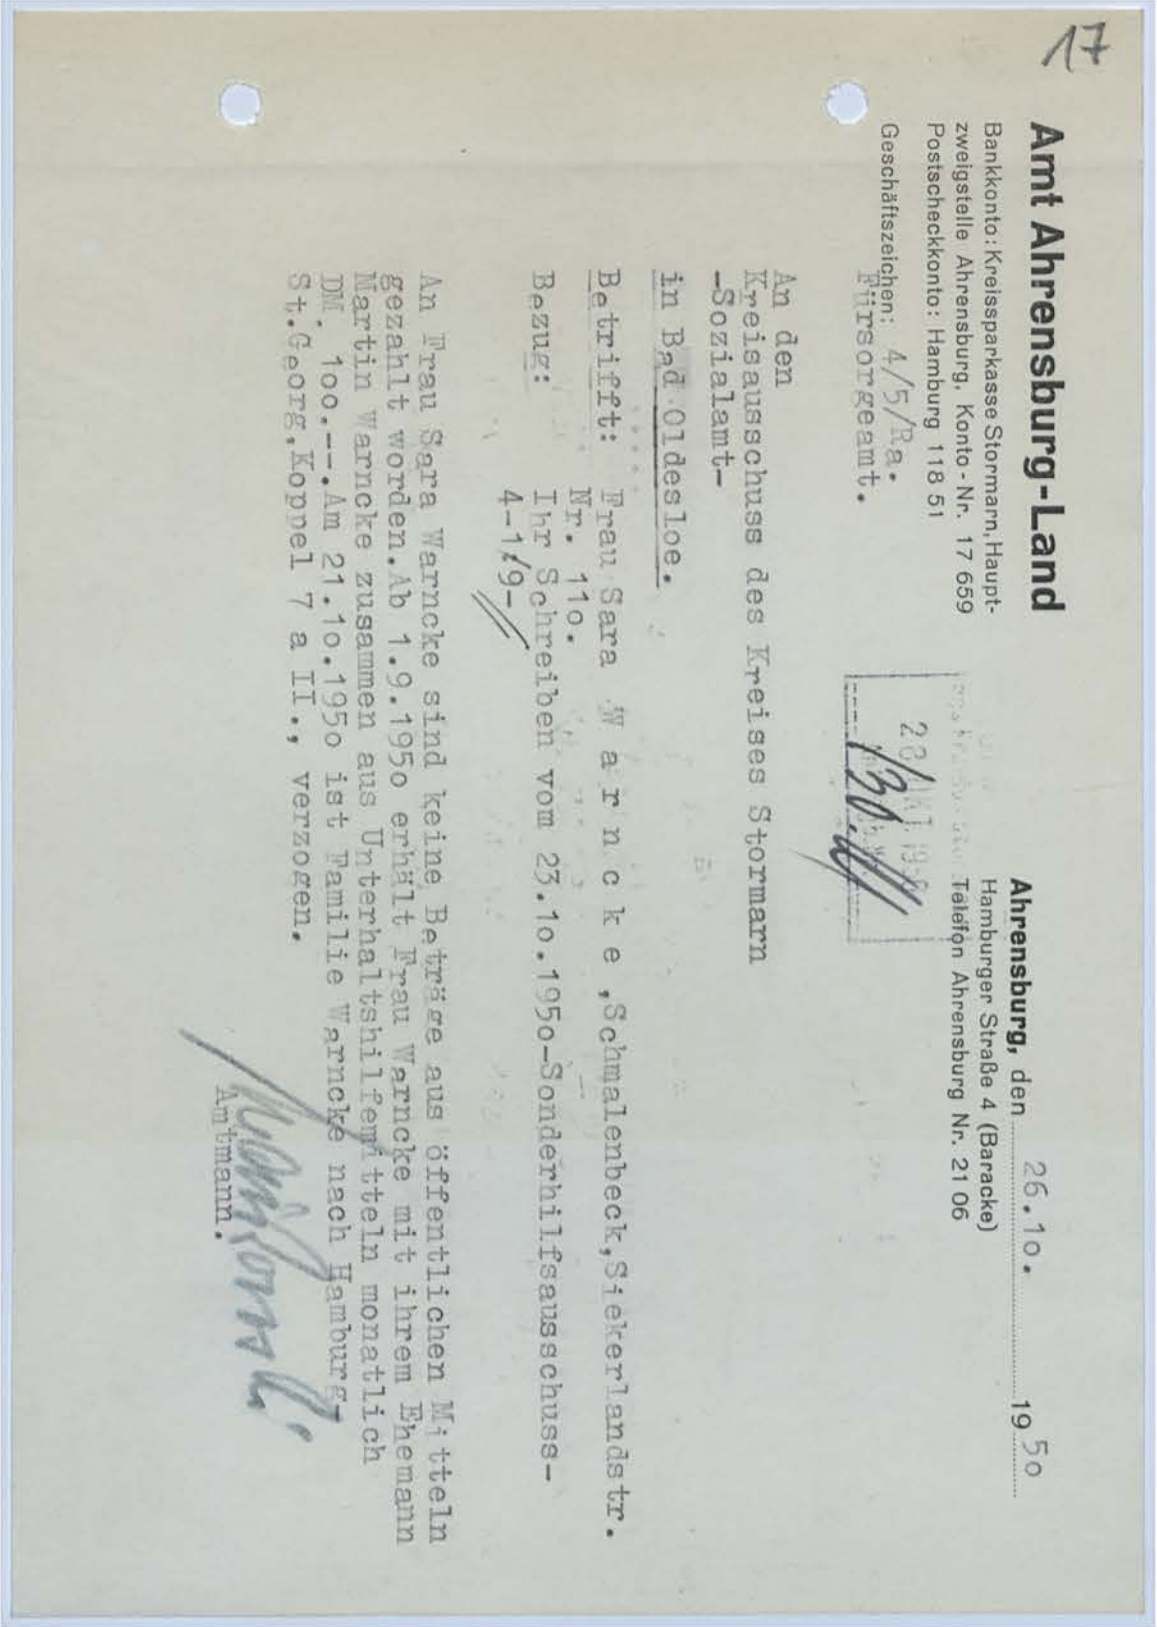 17
Amt Ahrensburg-Land
Bankkonto: Kreissparkasse Stormarn, Haupt-
zweigstelle Ahrensburg, Konto-Nr. 17 659
Postscheckkonto: Hamburg 118 51
Geschäftszeichen: 4/5/Ra.
Fürsorgeamt.
Ahrensburg, den 26.10. 1950
Hamburger Straße 4 (Baracke)
Telefon Ahrensburg Nr. 21 06
An den
Kreisausschuss des Kreises Stormarn
-Sozialamt-
in Bad Oldesloe.
Betrifft: Frau Sara W a r n c k e ,Schmalenbeck,Siekerlandstr.
Nr. 11o.
Bezug: Ihr Schreiben vom 23.1o.195o-Sonderhilfsausschuss-
4-1/9-
An Frau Sara Warncke sind keine Beträge aus öffentlichen Mitteln
gezahlt worden.Ab 1.9.195o erhält Frau Warncke mit ihrem Ehemann
Martin Warncke zusammen aus Unterhaltshilfemitteln monatlich
DM. 1oo.--.Am 21.1o.195o ist Familie Warncke nach Hamburg-
St.Georg,Koppel 7 a II., verzogen.
Amtmann.